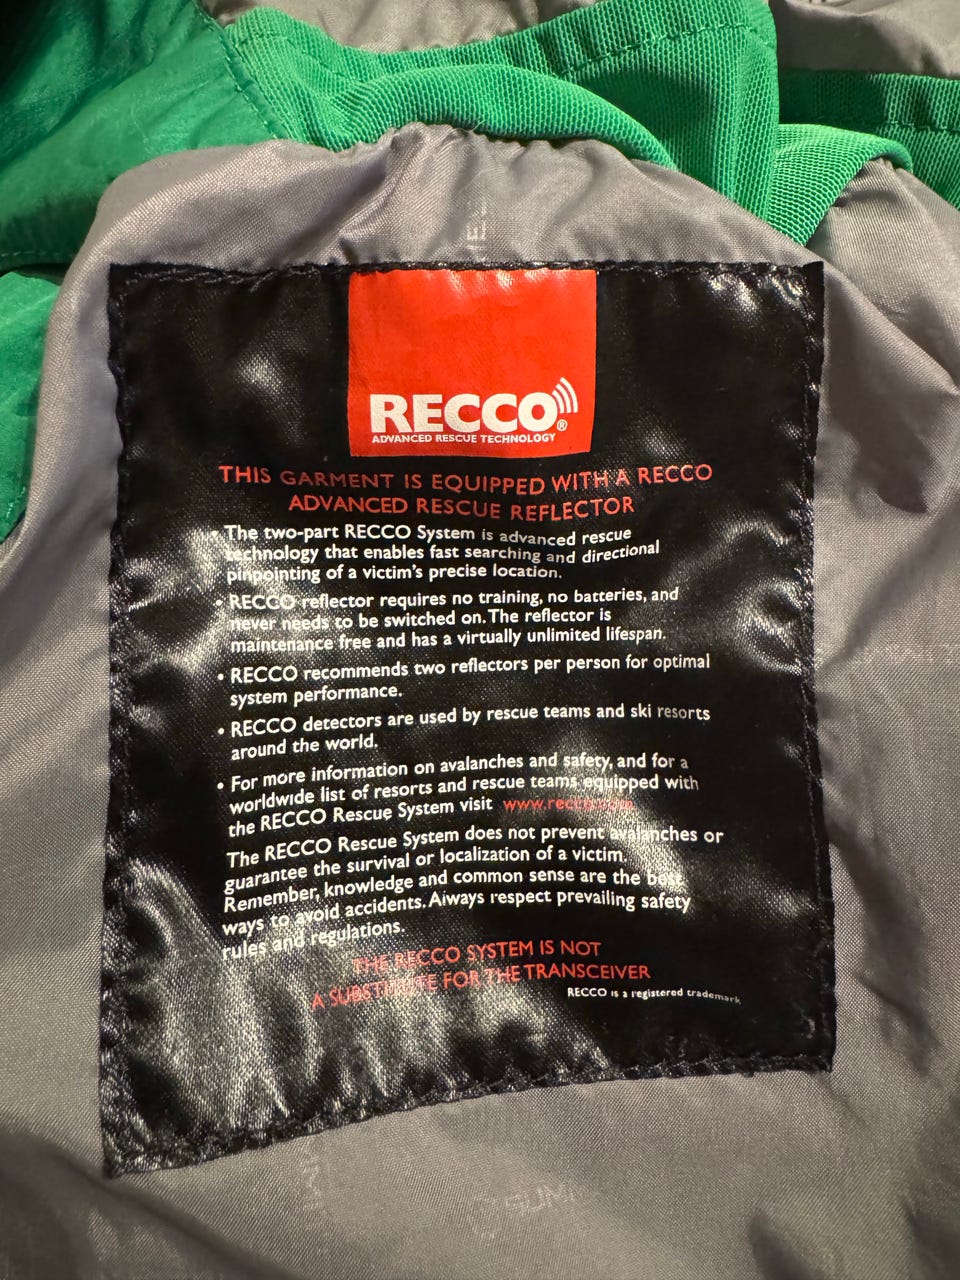 RECCO®
ADVANCED RESCUE TECHNOLOGY
THIS GARMENT IS EQUIPPED WITH A RECCO
ADVANCED RESCUE REFLECTOR
• The two-part RECCO System is advanced rescue
technology that enables fast searching and directional
pinpointing of a victim's precise location.
• RECCO reflector requires no training, no batteries, and
never needs to be switched on. The reflector is
maintenance free and has a virtually unlimited lifespan.
• RECCO recommends two reflectors per person for optimal
system performance.
• RECCO detectors are used by rescue teams and ski resorts
around the world.
• For more information on avalanches and safety, and for a
worldwide list of resorts and rescue teams equipped with
the RECCO Rescue System visit www.recco.com
The RECCO Rescue System does not prevent avalanches or
guarantee the survival or localization of a victim.
Remember, knowledge and common sense are the best
ways to avoid accidents. Always respect prevailing safety
rules and regulations.
THE RECCO SYSTEM IS NOT
A SUBSTITUTE FOR THE TRANSCEIVER
RECCO is a registered trademark